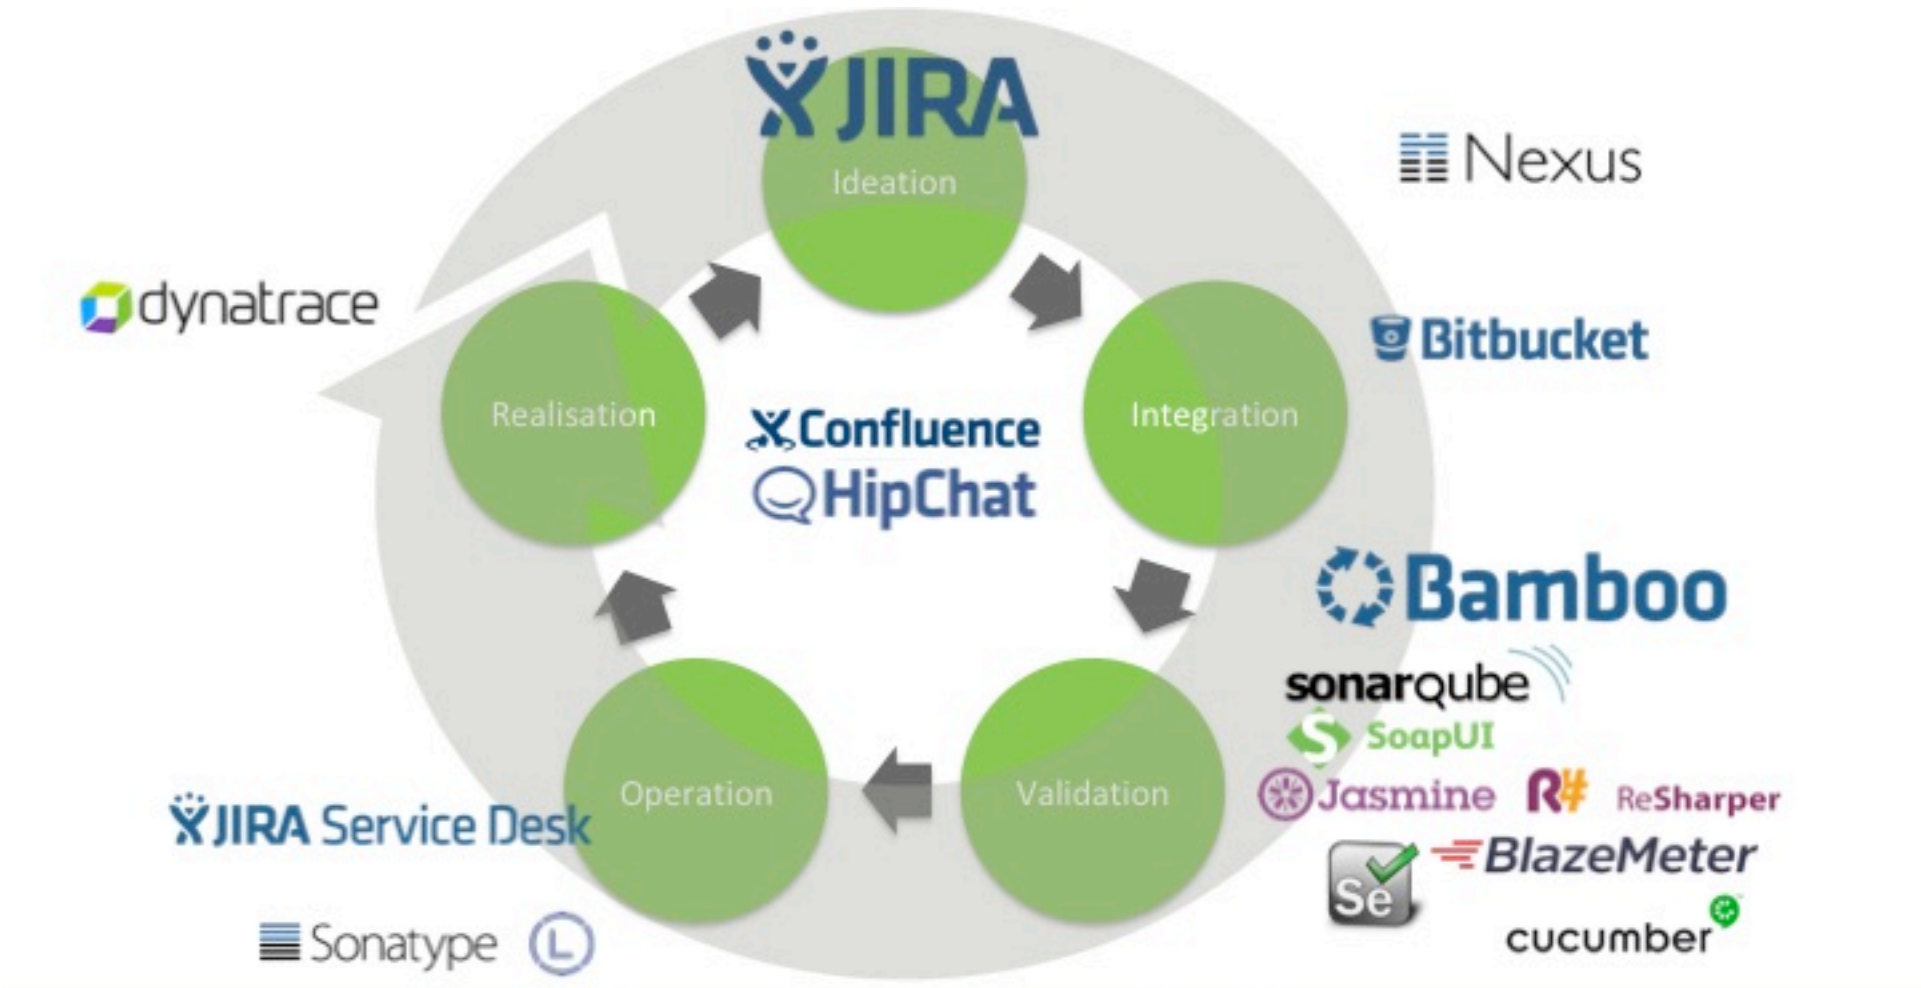 JIRA
Ideation
Nexus
dynatrace
Bitbucket
Realisation
Confluence
HipChat
Integration
Bamboo
sonarqube
S SoapUI
Jasmine R# ReSharper
Operation
Validation
JIRA Service Desk
Se BlazeMeter
cucumber
Sonatype L